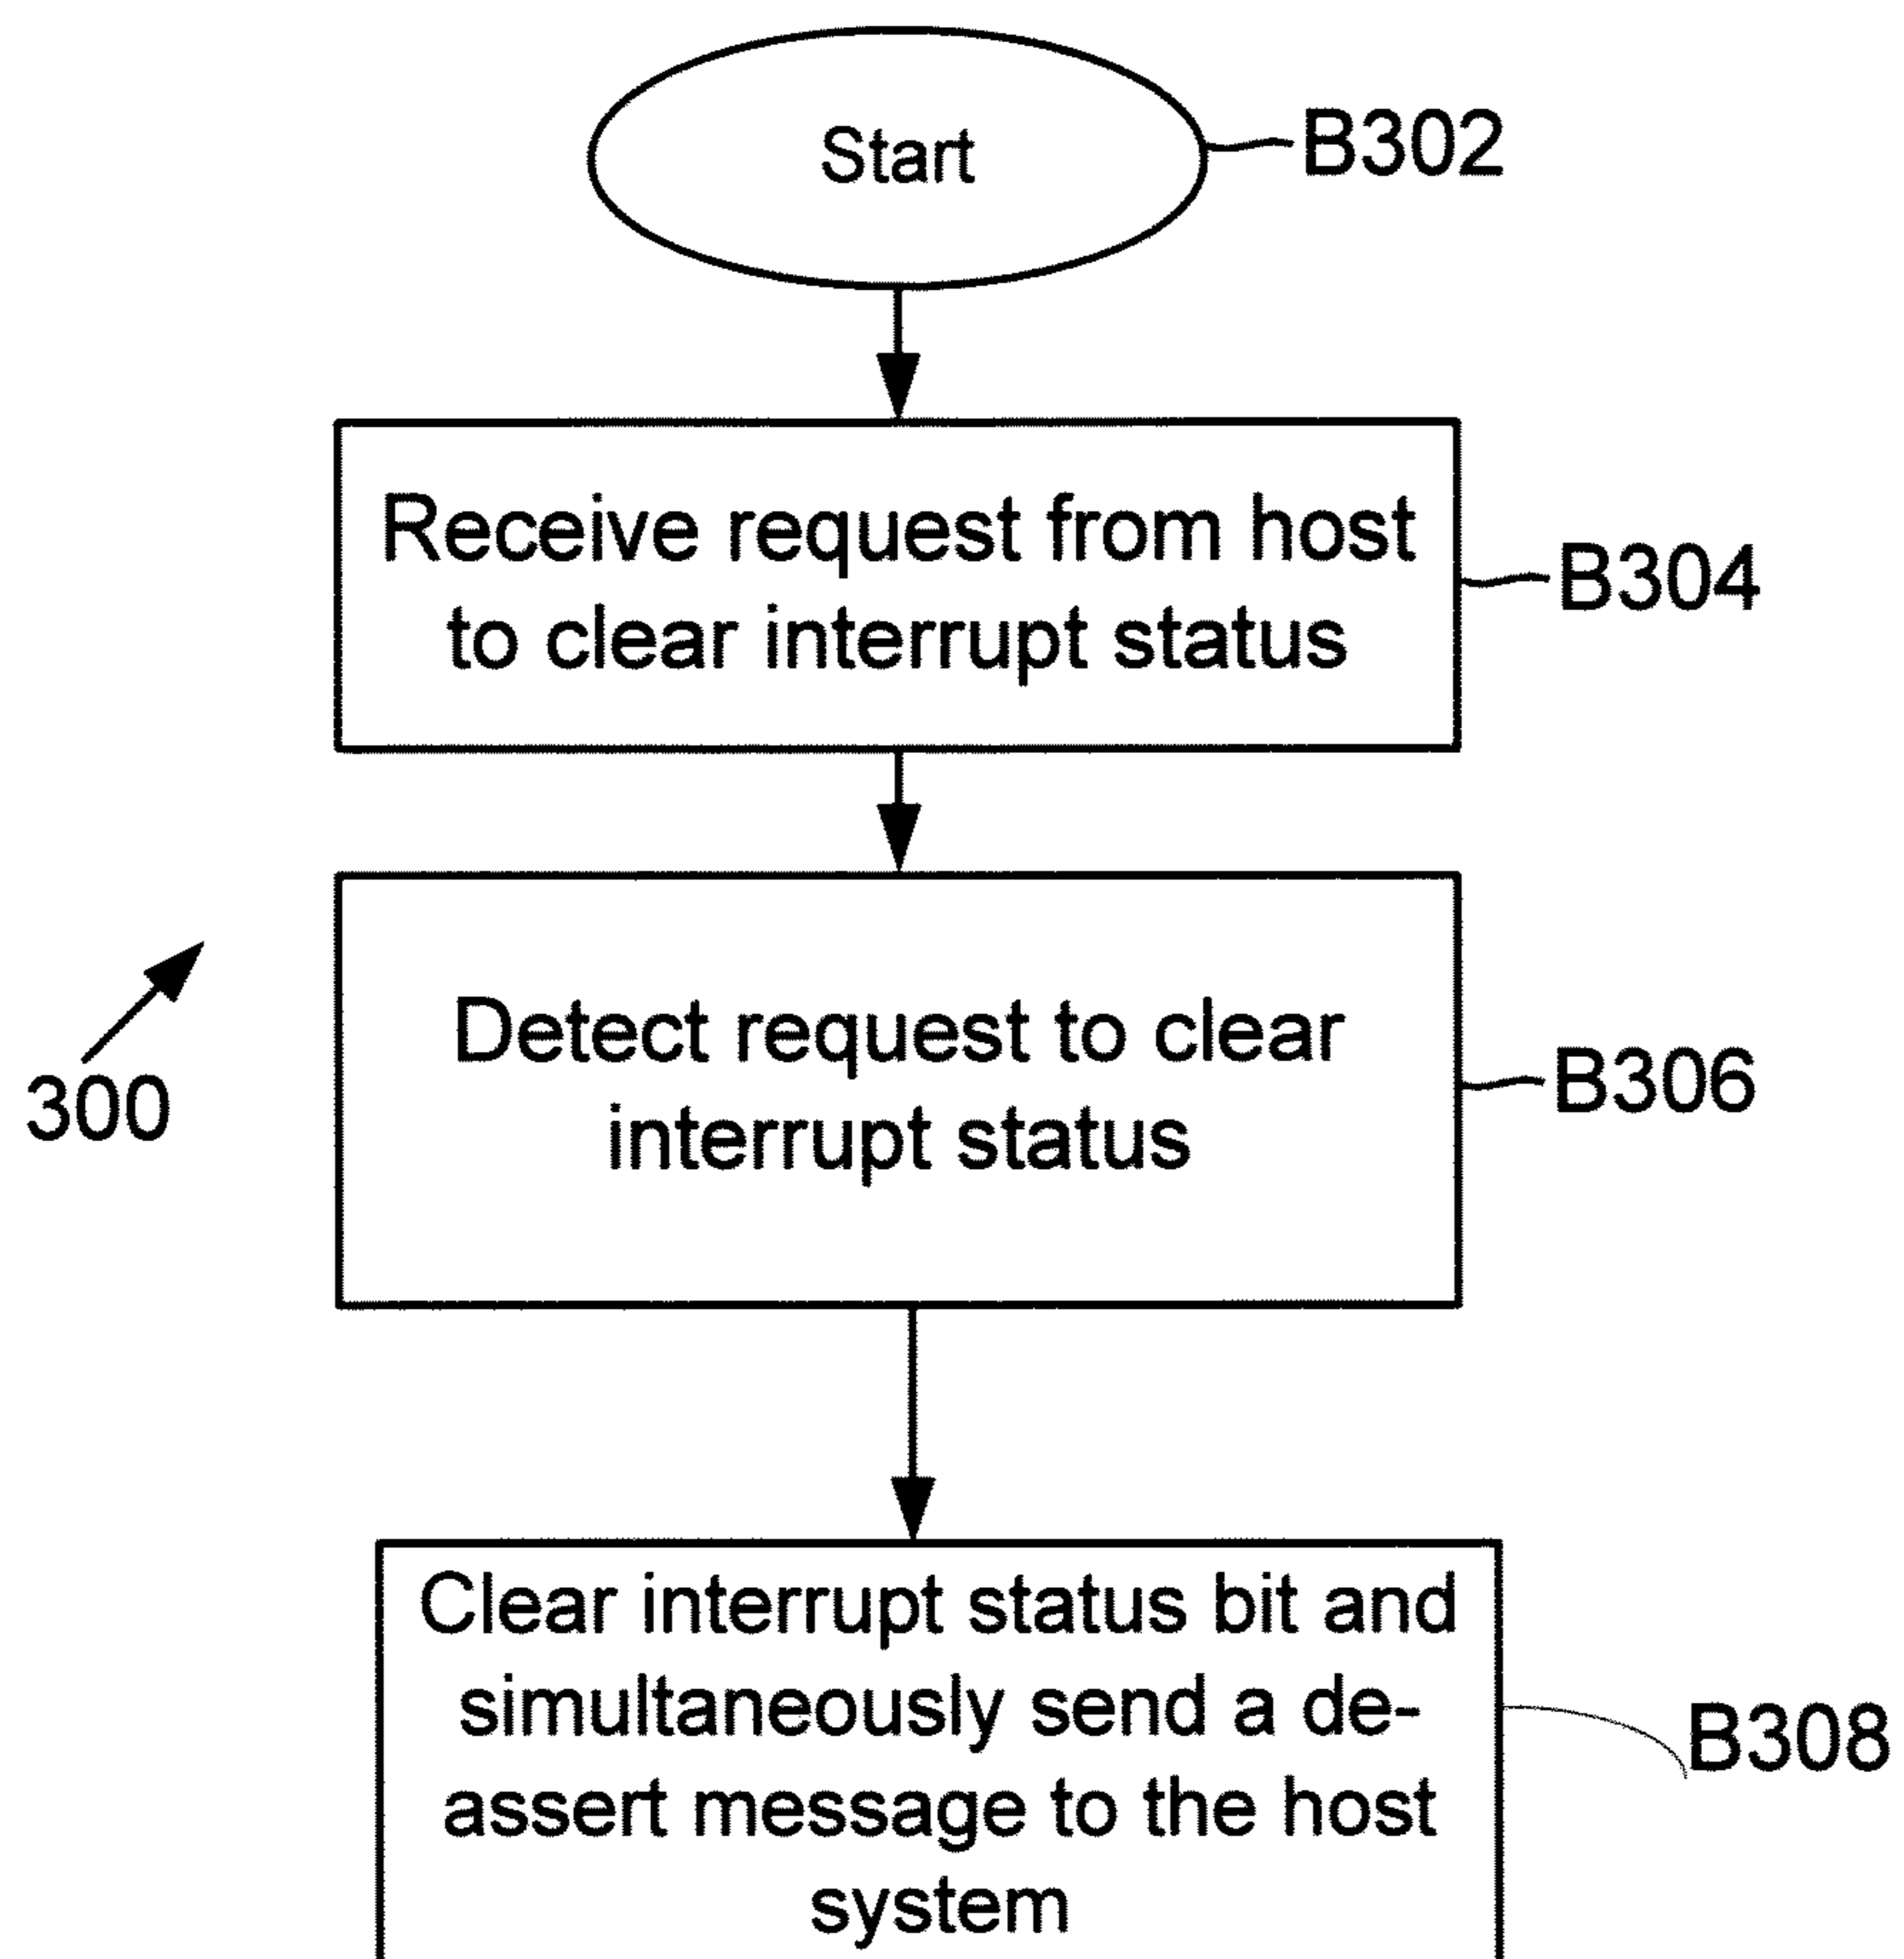 Start
B302
Receive request from host
to clear interrupt status
B304
Detect request to clear
interrupt status
B306
300
Clear interrupt status bit and
simultaneously send a de-
assert message to the host
system
B308